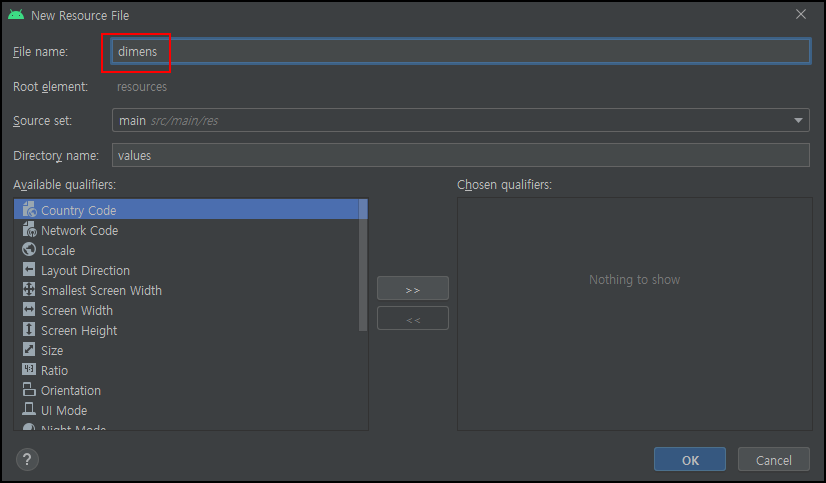 New Resource File
File name: dimens
Root element: resources
Source set: main src/main/res
Directory name: values
Available qualifiers:
Chosen qualifiers:
Country Code
Network Code
Locale
Layout Direction
Smallest Screen Width
Screen Width
Screen Height
Size
Ratio
Orientation
UI Mode
Night Mode
Nothing to show
>>
<<
?
OK
Cancel